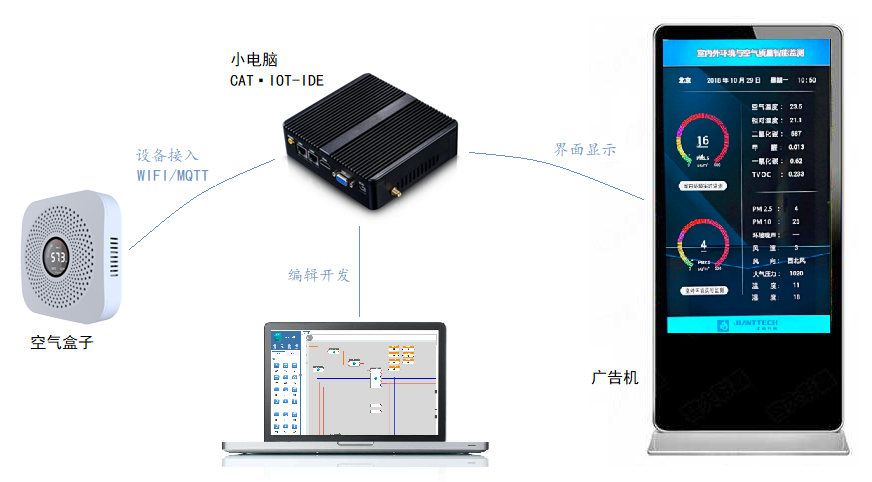 小电脑
CAT·IOT-IDE
设备接入
WIFI/MQTT
界面显示
573
空气盒子
编辑开发
广告机
室内外环境与空气质量智能监测
北京 2018年10月29日 星期一 10:50
16
空气温度： 23.5
相对湿度： 21.1
二氧化碳： 687
甲 醛： 0.013
一氧化碳： 0.62
TVOC： 0.233
4
PM 2.5： 4
PM 10： 25
环境噪声： —
风 速： 3
风 向： 西北风
大气压力： 1020
温 度： 11
湿 度： 18